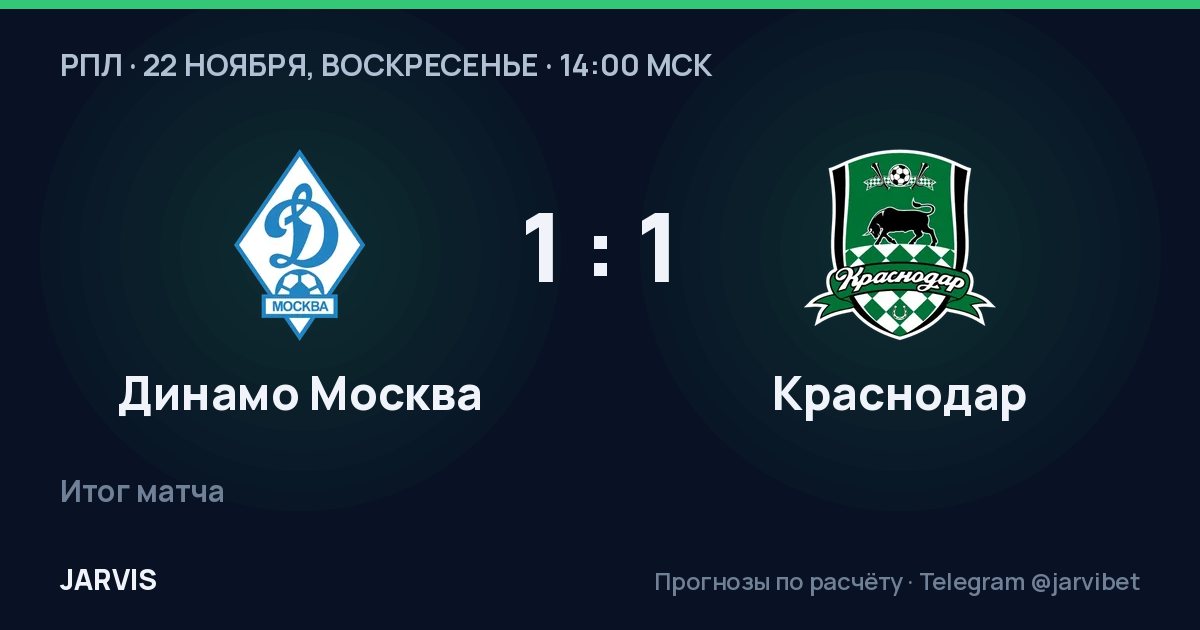 РПЛ · 22 НОЯБРЯ, ВОСКРЕСЕНЬЕ · 14:00 МСК
1 : 1
МОСКВА
Краснодар
Динамо Москва
Краснодар
Итог матча
JARVIS
Прогнозы по расчёту · Telegram @jarvibet